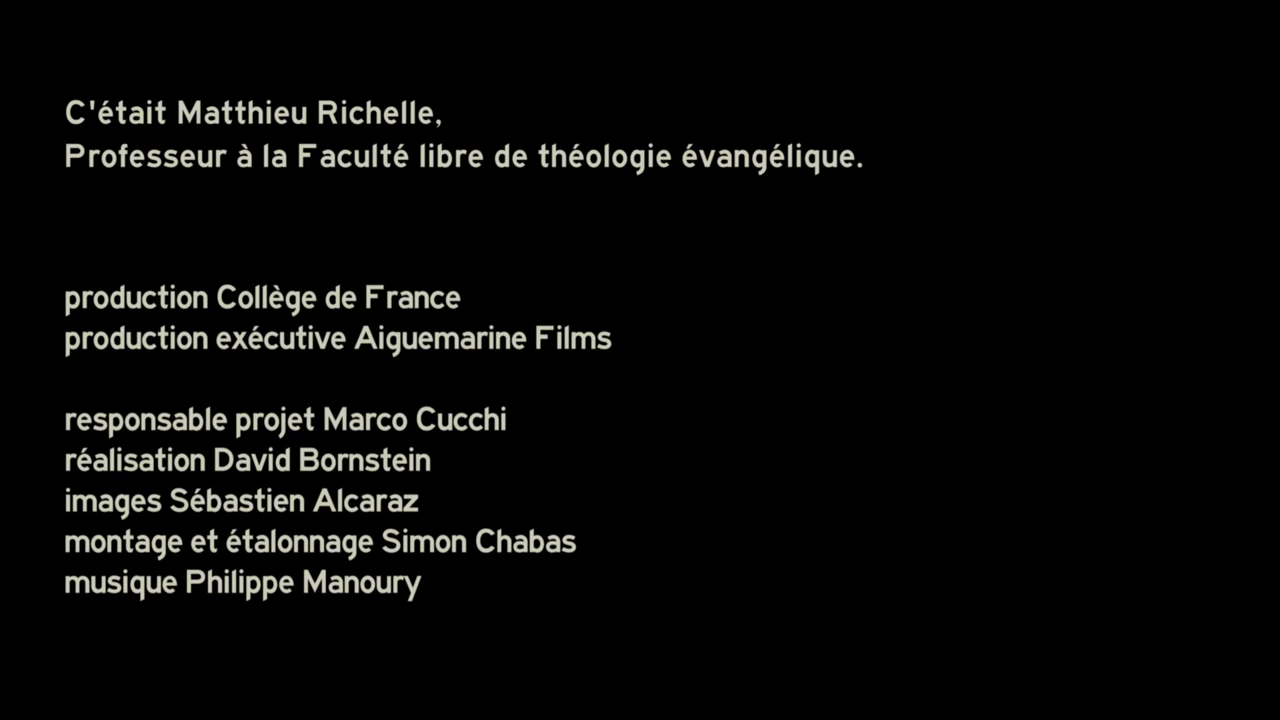 C'était Matthieu Richelle,
Professeur à la Faculté libre de théologie évangélique.
production Collège de France
production exécutive Aiguemarine Films
responsable projet Marco Cucchi
réalisation David Bornstein
images Sébastien Alcaraz
montage et étalonnage Simon Chabas
musique Philippe Manoury